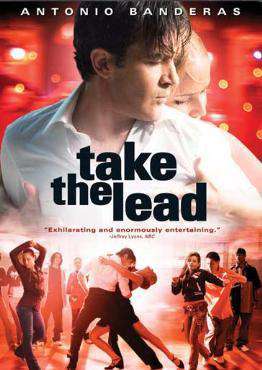 ANTONIO BANDERAS
take
the lead
"Exhilarating and enormously entertaining."
-Jeffrey Lyons, NBC